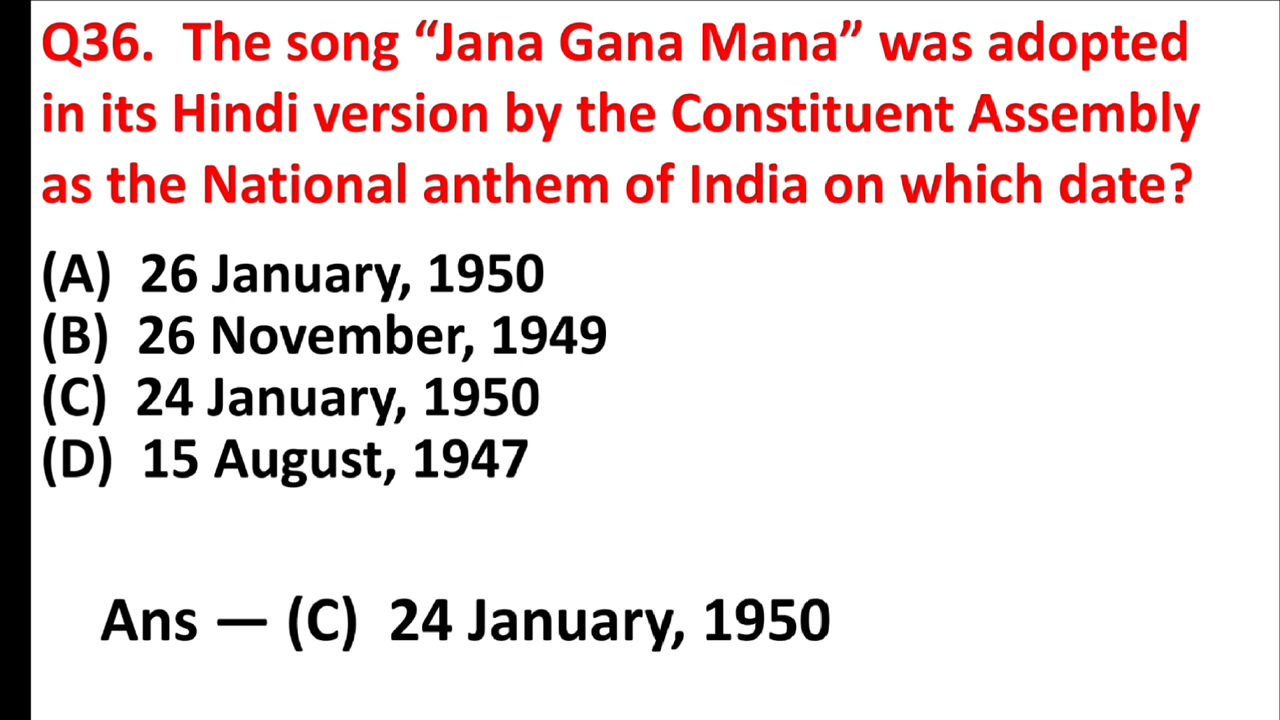 Q36. The song “Jana Gana Mana” was adopted
in its Hindi version by the Constituent Assembly
as the National anthem of India on which date?
(A) 26 January, 1950
(B) 26 November, 1949
(C) 24 January, 1950
(D) 15 August, 1947
Ans — (C) 24 January, 1950